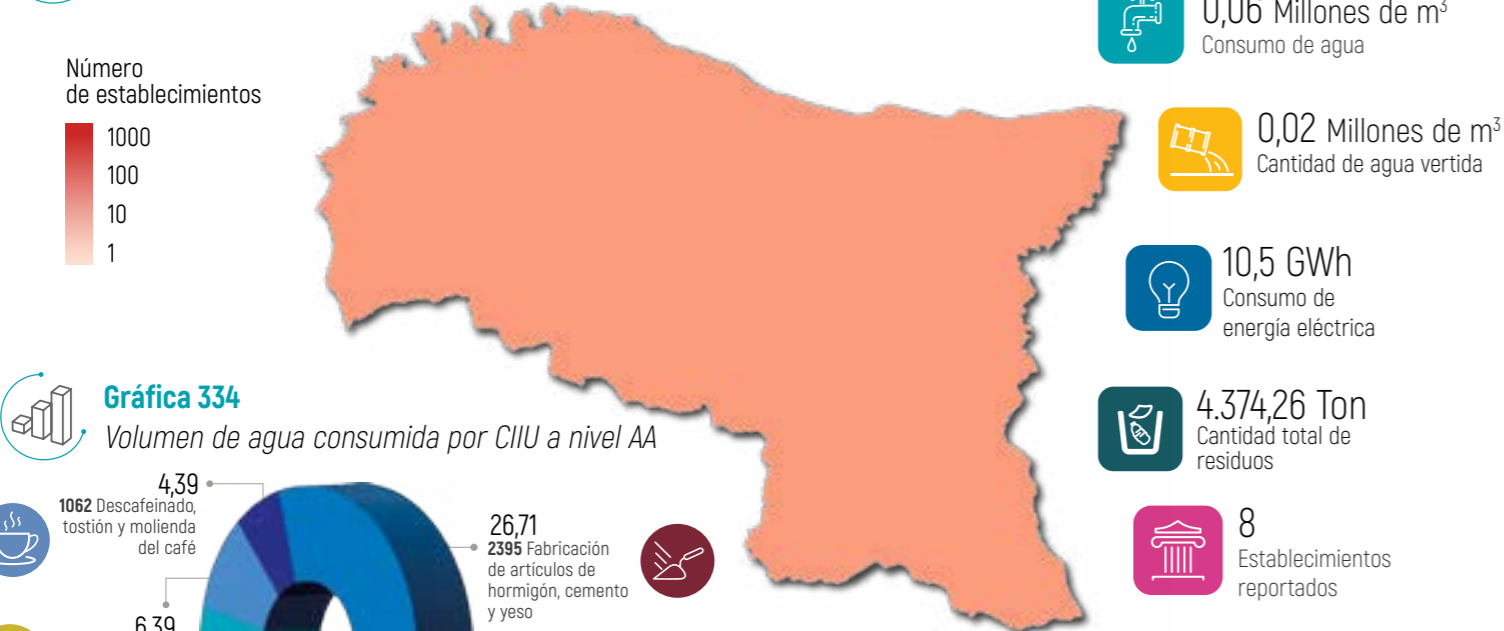 0,06 Millones de m³
Consumo de agua
Número
de establecimientos
1000
100
10
1
0,02 Millones de m³
Cantidad de agua vertida
10,5 GWh
Consumo de
energía eléctrica
4.374,26 Ton
Cantidad total de
residuos
8
Establecimientos
reportados
Gráfica 334
Volumen de agua consumida por CIIU a nivel AA
4,39
1062 Descafeinado,
tostión y molienda
del café
26,71
2395 Fabricación
de artículos de
hormigón, cemento
y yeso
6,39